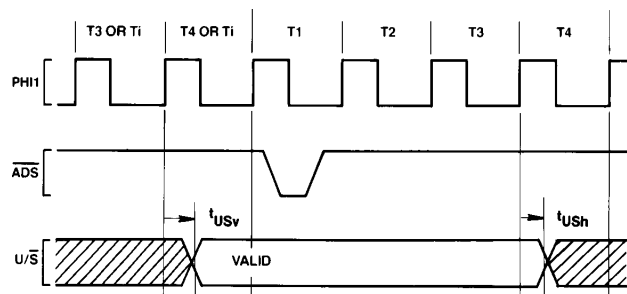 T3 OR Ti T4 OR Ti T1 T2 T3 T4
PHI1
ADS
tUSv tUSh
U/S VALID